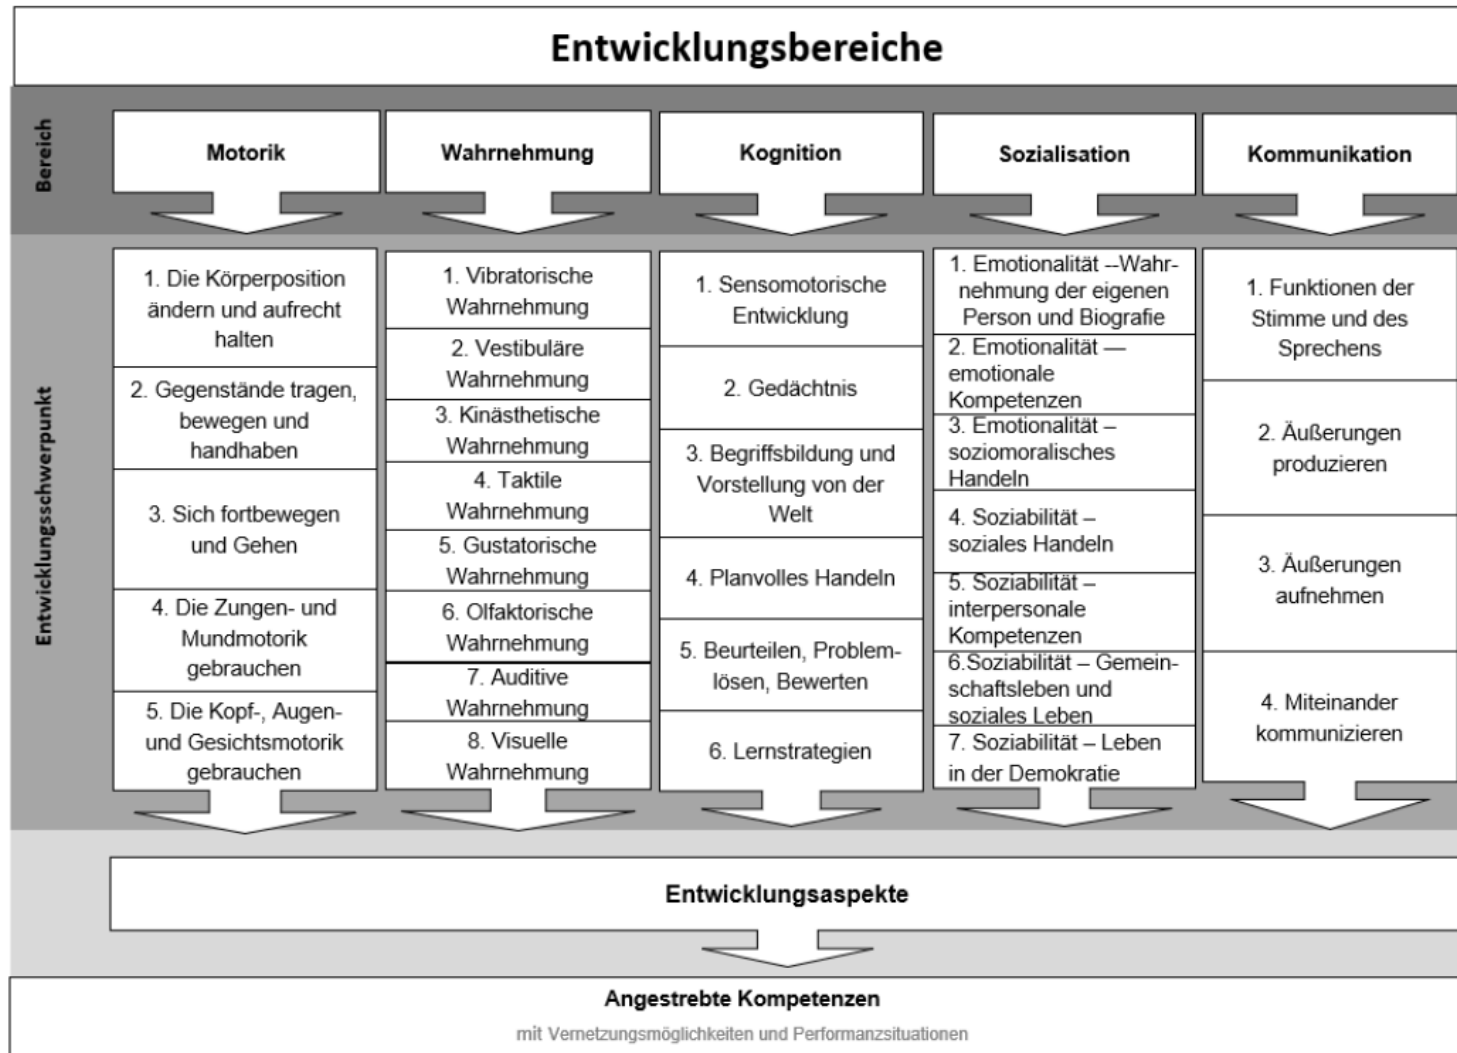 Entwicklungsbereiche
Bereich
Motorik
Wahrnehmung
Kognition
Sozialisation
Kommunikation
Entwicklungsschwerpunkt
1. Die Körperposition
ändern und aufrecht
halten
2. Gegenstände tragen,
bewegen und
handhaben
3. Sich fortbewegen
und Gehen
4. Die Zungen- und
Mundmotorik
gebrauchen
5. Die Kopf-, Augen-
und Gesichtsmotorik
gebrauchen
1. Vibratorische
Wahrnehmung
2. Vestibuläre
Wahrnehmung
3. Kinästhetische
Wahrnehmung
4. Taktile
Wahrnehmung
5. Gustatorische
Wahrnehmung
6. Olfaktorische
Wahrnehmung
7. Auditive
Wahrnehmung
8. Visuelle
Wahrnehmung
1. Sensomotorische
Entwicklung
2. Gedächtnis
3. Begriffsbildung und
Vorstellung von der
Welt
4. Planvolles Handeln
5. Beurteilen, Problem-
lösen, Bewerten
6. Lernstrategien
1. Emotionalität --Wahr-
nehmung der eigenen
Person und Biografie
2. Emotionalität —
emotionale
Kompetenzen
3. Emotionalität –
soziomoralisches
Handeln
4. Soziabilität –
soziales Handeln
5. Soziabilität –
interpersonale
Kompetenzen
6.Soziabilität – Gemein-
schaftsleben und
soziales Leben
7. Soziabilität – Leben
in der Demokratie
1. Funktionen der
Stimme und des
Sprechens
2. Äußerungen
produzieren
3. Äußerungen
aufnehmen
4. Miteinander
kommunizieren
Entwicklungsaspekte
Angestrebte Kompetenzen
mit Vernetzungsmöglichkeiten und Performanzsituationen